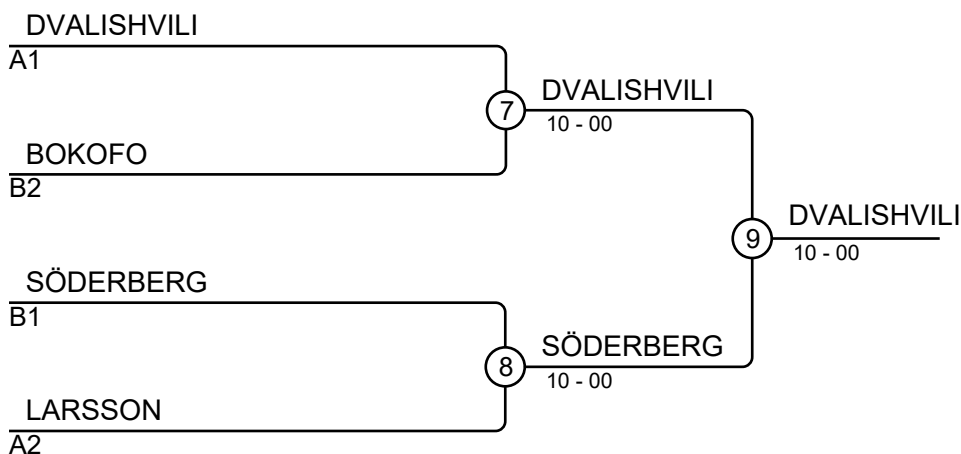 DVALISHVILI
A1
7
DVALISHVILI
10 - 00
BOKOFO
B2
9
DVALISHVILI
10 - 00
SÖDERBERG
B1
8
SÖDERBERG
10 - 00
LARSSON
A2